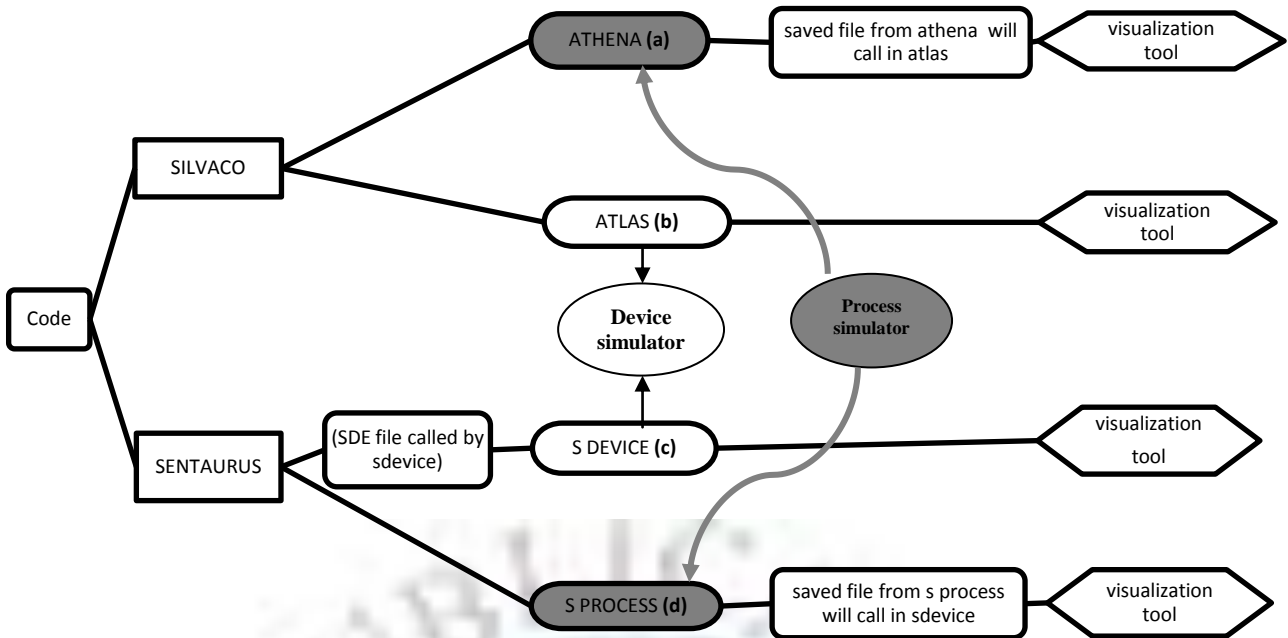 ATHENA (a)
saved file from athena will
call in atlas
visualization
tool
SILVACO
ATLAS (b)
visualization
tool
Code
Device
simulator
Process
simulator
SENTAURUS
(SDE file called by
sdevice)
S DEVICE (c)
visualization
tool
S PROCESS (d)
saved file from s process
will call in sdevice
visualization
tool